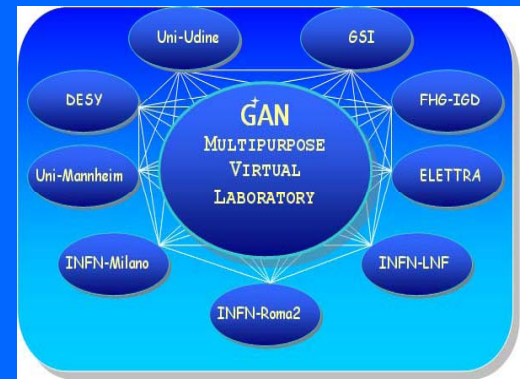 Uni-Udine
GSI
DESY
FHG-IGD
GAN
MULTIPURPOSE
VIRTUAL
LABORATORY
Uni-Mannheim
ELETTRA
INFN-Milano
INFN-LNF
INFN-Roma2